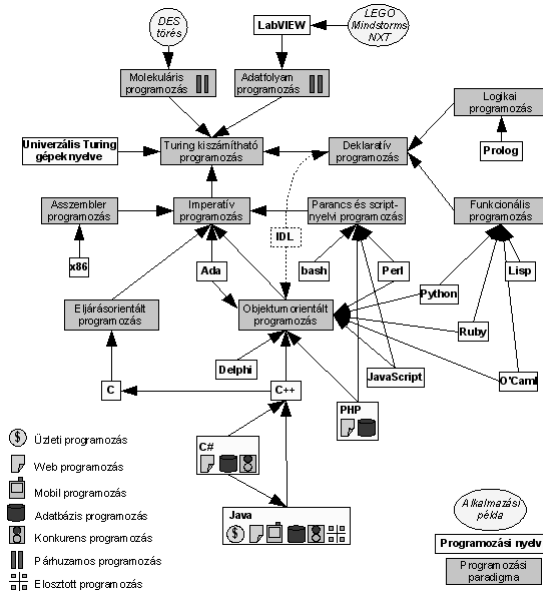 DES
törés
LabVIEW
LEGO
Mindstorms
NXT
Molekuláris
programozás
Adatfolyam
programozás
Logikai
programozás
Univerzális Turing
gépek nyelve
Turing kiszámítható
programozás
Deklaratív
programozás
Prolog
Asszembler
programozás
Imperatív
programozás
Parancs és script-
nyelvi programozás
Funkcionális
programozás
IDL
x86
Ada
bash
Perl
Python
Lisp
Eljárásorientált
programozás
Objektumorientált
programozás
Ruby
Delphi
JavaScript
O'Caml
C
C++
PHP
C#
Java
$ Üzleti programozás
Web programozás
Mobil programozás
Adatbázis programozás
Konkurens programozás
Párhuzamos programozás
Elosztott programozás
Alkalmazási
példa
Programozási nyelv
Programozási
paradigma